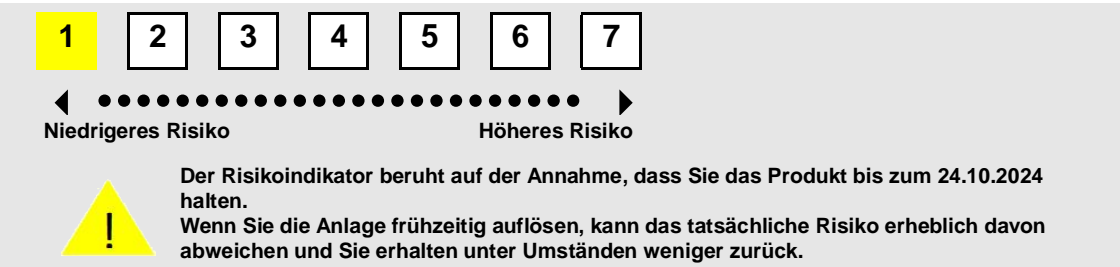 1 2 3 4 5 6 7
Niedrigeres Risiko Höheres Risiko
Der Risikoindikator beruht auf der Annahme, dass Sie das Produkt bis zum 24.10.2024
halten.
!
Wenn Sie die Anlage frühzeitig auflösen, kann das tatsächliche Risiko erheblich davon
abweichen und Sie erhalten unter Umständen weniger zurück.